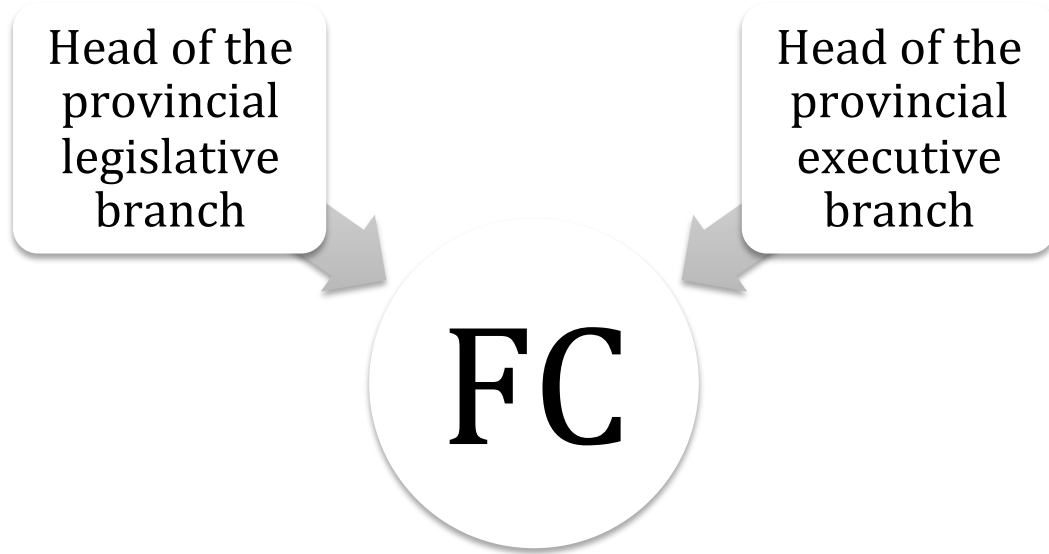 Head of the
provincial
legislative
branch
Head of the
provincial
executive
branch
FC